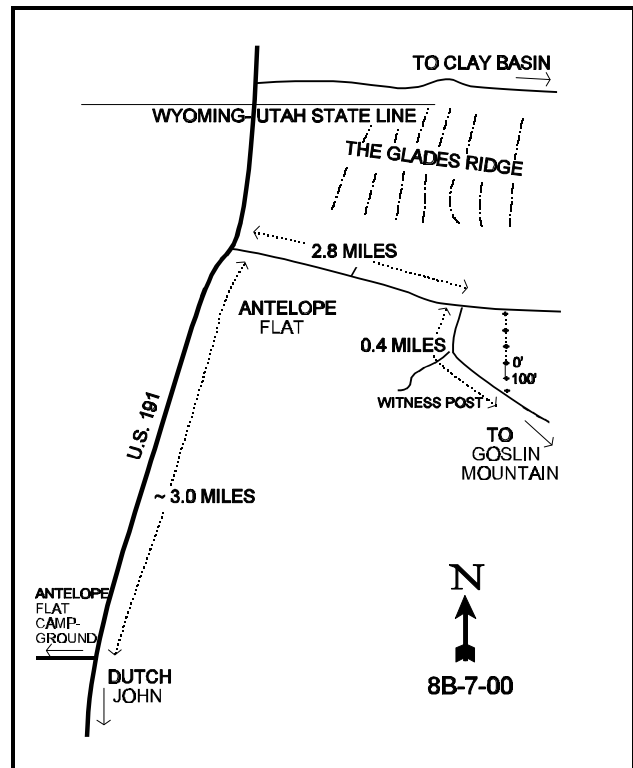 TO CLAY BASIN
WYOMING-UTAH STATE LINE
THE GLADES RIDGE
2.8 MILES
ANTELOPE
FLAT
0.4 MILES
0'
100'
WITNESS POST
U.S. 191
TO
GOSLIN
MOUNTAIN
~ 3.0 MILES
ANTELOPE
FLAT
CAMP-
GROUND
DUTCH
JOHN
N
8B-7-00